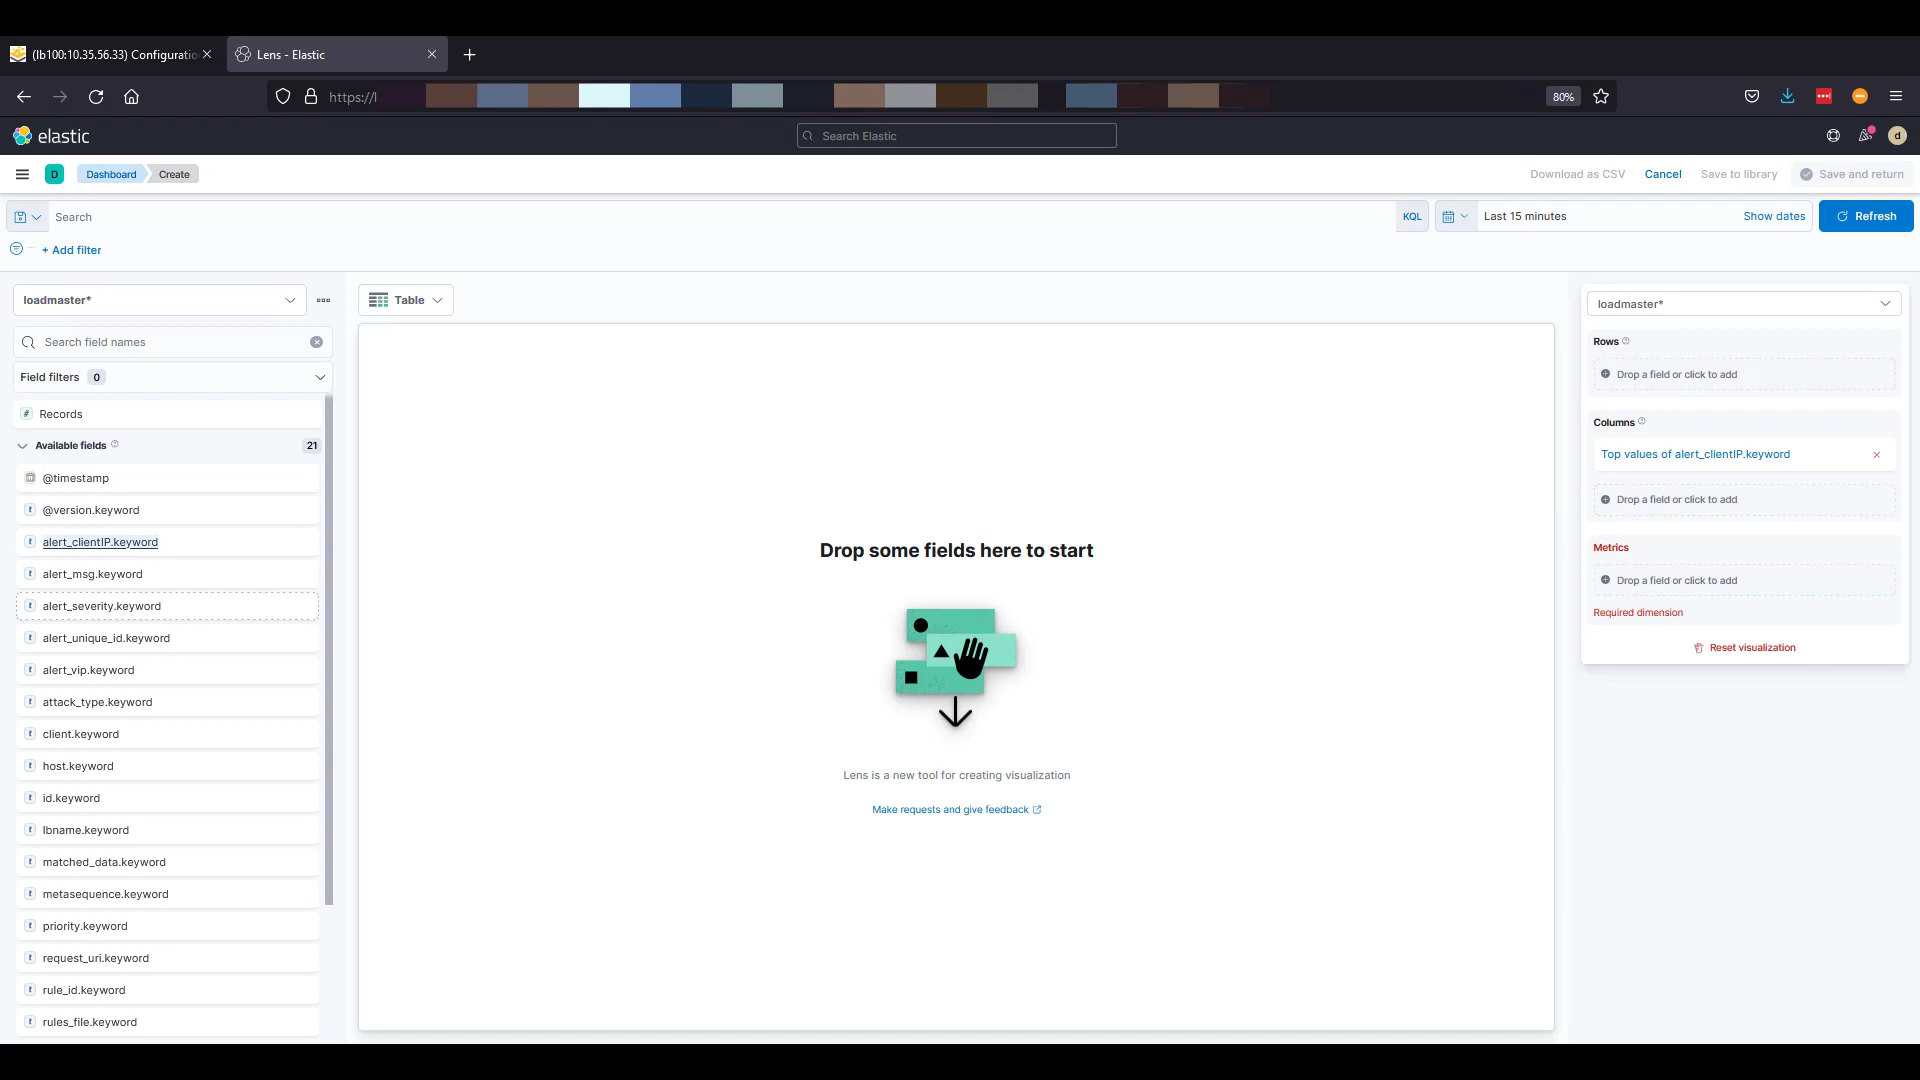 (lb100:10.35.56.33) Configuratio
Lens - Elastic
https://l
80%
elastic
Search Elastic
d
D
Dashboard
Create
Download as CSV
Cancel
Save to library
Save and return
Search
KQL
Last 15 minutes
Show dates
Refresh
+ Add filter
loadmaster*
Table
loadmaster*
Search field names
Field filters 0
Records
Available fields 21
@timestamp
@version.keyword
alert_clientIP.keyword
alert_msg.keyword
alert_severity.keyword
alert_unique_id.keyword
alert_vip.keyword
attack_type.keyword
client.keyword
host.keyword
id.keyword
lbname.keyword
matched_data.keyword
metasequence.keyword
priority.keyword
request_uri.keyword
rule_id.keyword
rules_file.keyword
Drop some fields here to start
Lens is a new tool for creating visualization
Make requests and give feedback
Rows
Drop a field or click to add
Columns
Top values of alert_clientIP.keyword
Drop a field or click to add
Metrics
Drop a field or click to add
Required dimension
Reset visualization